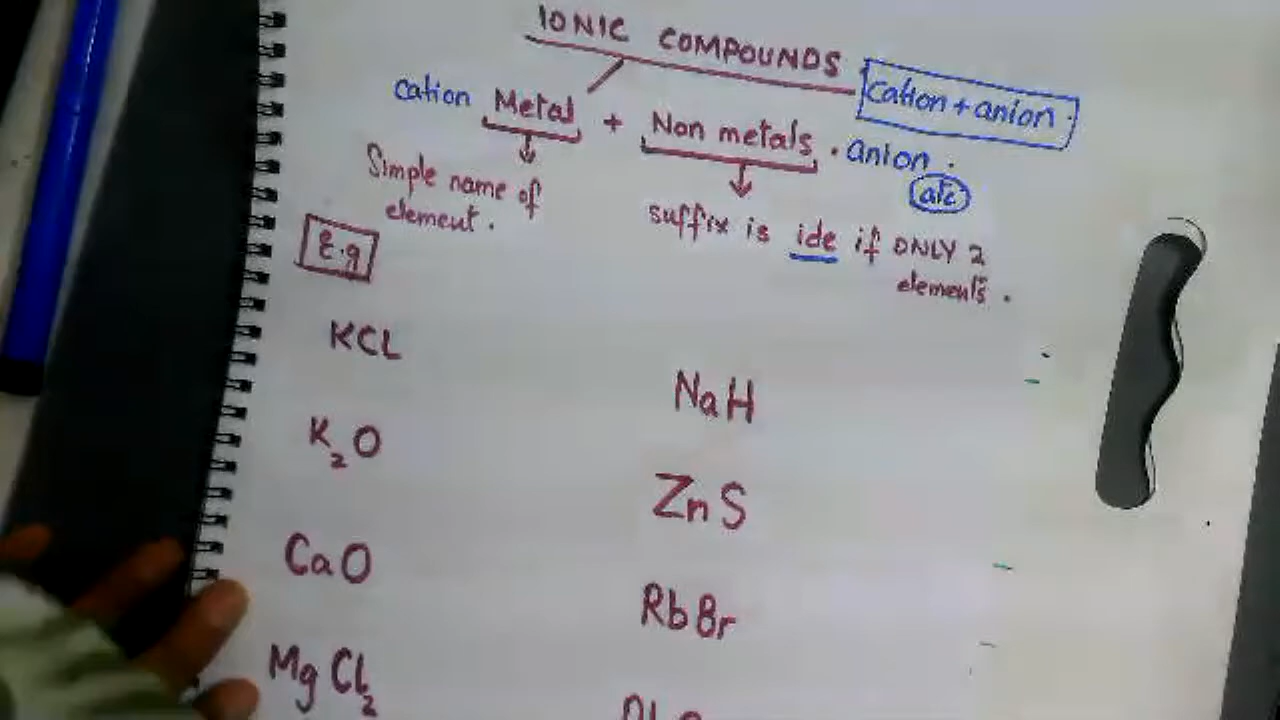 IONIC COMPOUNDS
cation + anion.
cation Metal + Non metals. anion.
ate
Simple name of
element.
suffix is ide if ONLY 2
elements.
E.g
KCL
NaH
K2O
ZnS
CaO
RbBr
MgCl2